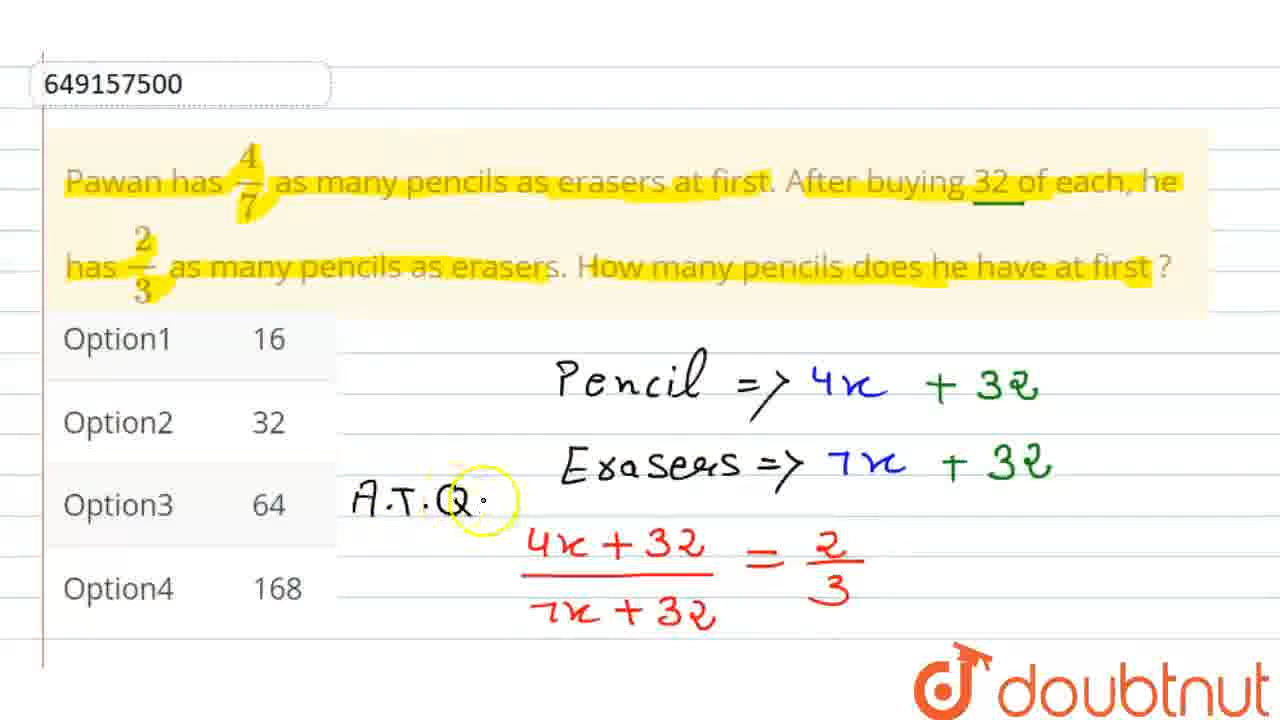 649157500
Pawan has 4/7 as many pencils as erasers at first. After buying 32 of each, he
has 2/3 as many pencils as erasers. How many pencils does he have at first ?
Option1 16
Option2 32
Option3 64
Option4 168
Pencil => 4x + 32
Erasers => 7x + 32
A.T.Q.
(4x + 32)/(7x + 32) = 2/3
doubtnut